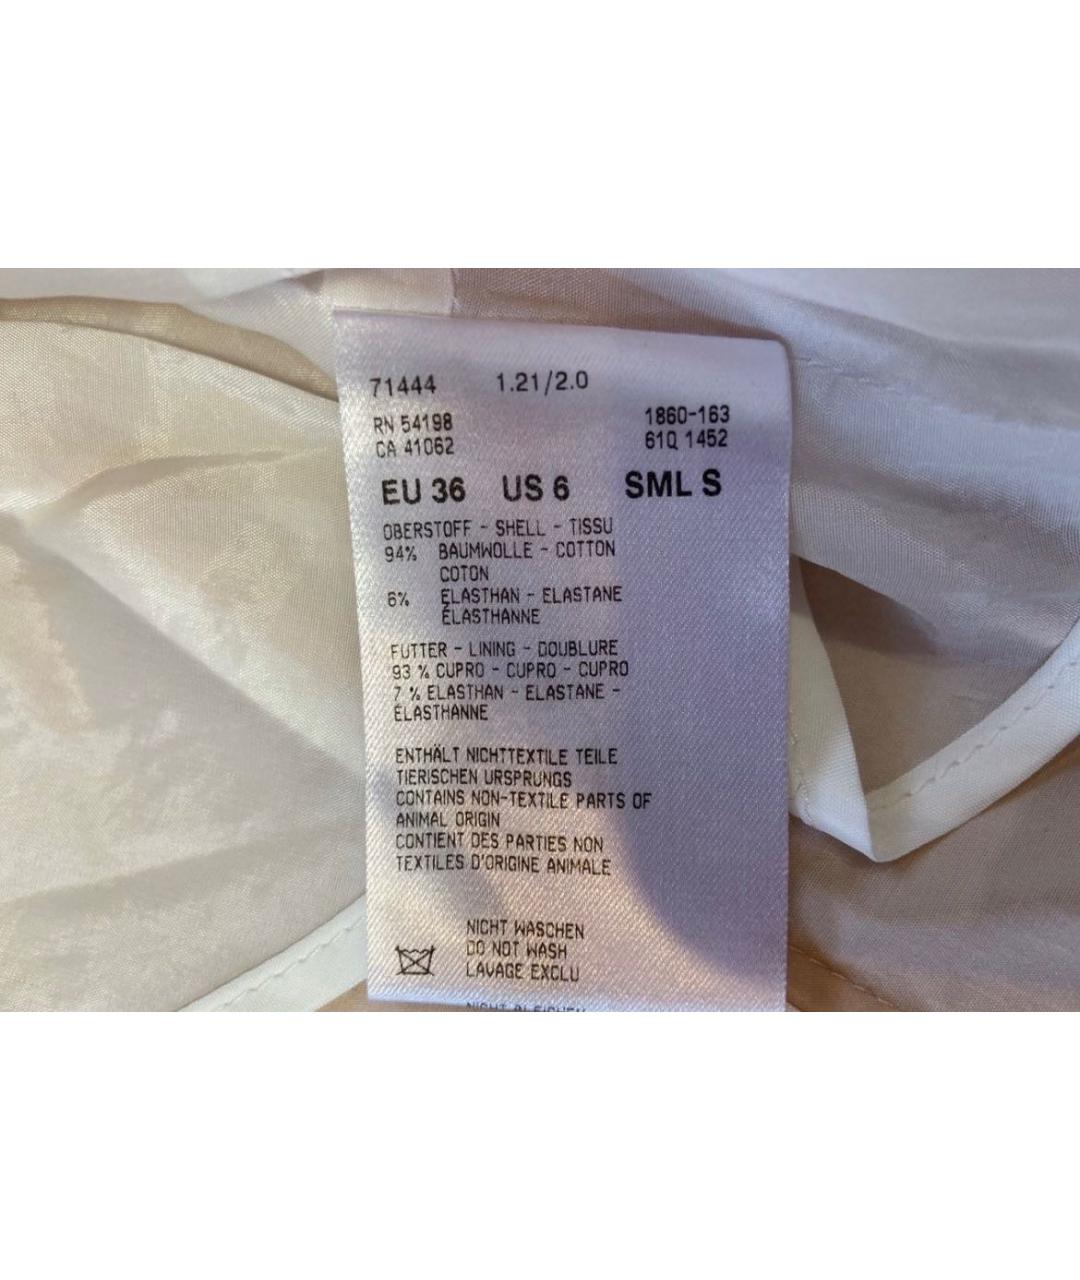 71444 1.21/2.0
RN 54198 1860-163
CA 41062 61Q 1452
EU 36 US 6 SML S
OBERSTOFF - SHELL - TISSU
94% BAUMWOLLE - COTTON
COTON
6% ELASTHAN - ELASTANE
ÉLASTHANNE
FUTTER - LINING - DOUBLURE
93 % CUPRO - CUPRO - CUPRO
7 % ELASTHAN - ELASTANE -
ÉLASTHANNE
ENTHÄLT NICHTTEXTILE TEILE
TIERISCHEN URSPRUNGS
CONTAINS NON-TEXTILE PARTS OF
ANIMAL ORIGIN
CONTIENT DES PARTIES NON
TEXTILES D'ORIGINE ANIMALE
NICHT WASCHEN
DO NOT WASH
LAVAGE EXCLU
NICHT BLEICHEN